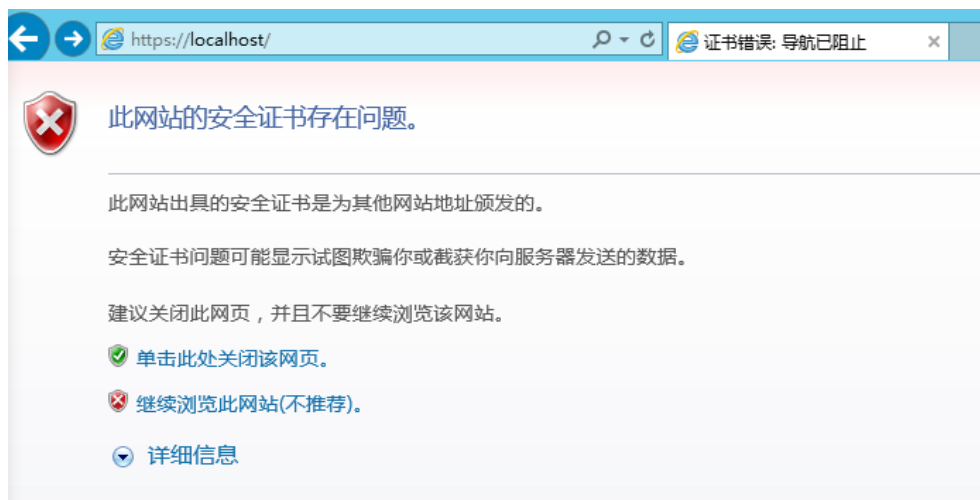 https://localhost/
证书错误: 导航已阻止
此网站的安全证书存在问题。
此网站出具的安全证书是为其他网站地址颁发的。
安全证书问题可能显示试图欺骗你或截获你向服务器发送的数据。
建议关闭此网页，并且不要继续浏览该网站。
单击此处关闭该网页。
继续浏览此网站(不推荐)。
详细信息